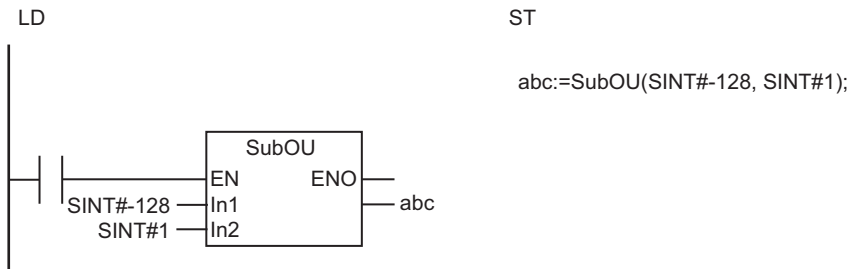 LD
ST
abc:=SubOU(SINT#-128, SINT#1);
SubOU
EN ENO
SINT#-128 In1 abc
SINT#1 In2